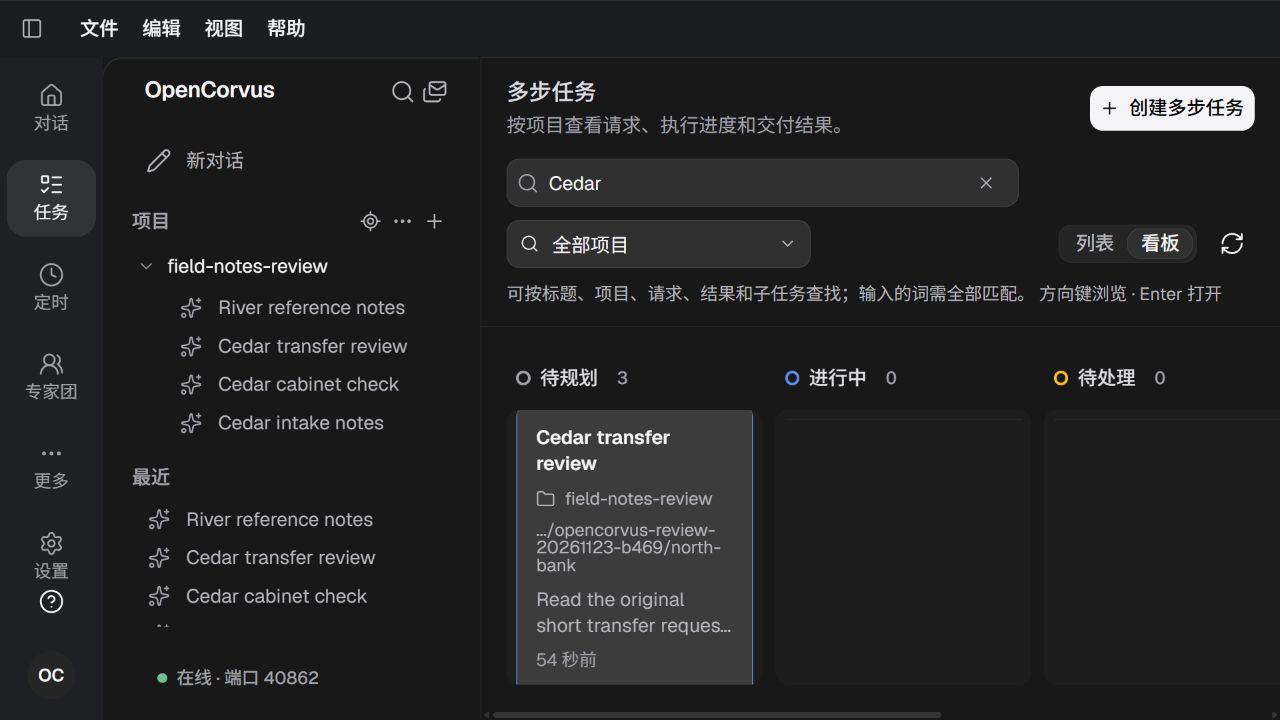 文件 编辑 视图 帮助
对话
任务
定时
专家团
更多
设置
OC
OpenCorvus
新对话
项目
field-notes-review
River reference notes
Cedar transfer review
Cedar cabinet check
Cedar intake notes
最近
River reference notes
Cedar transfer review
Cedar cabinet check
在线 · 端口 40862
多步任务
按项目查看请求、执行进度和交付结果。
+ 创建多步任务
Cedar
全部项目
列表 看板
可按标题、项目、请求、结果和子任务查找；输入的词需全部匹配。 方向键浏览 · Enter 打开
待规划 3
Cedar transfer
review
field-notes-review
.../opencorvus-review-
20261123-b469/north-
bank
Read the original
short transfer reques...
54 秒前
进行中 0
待处理 0